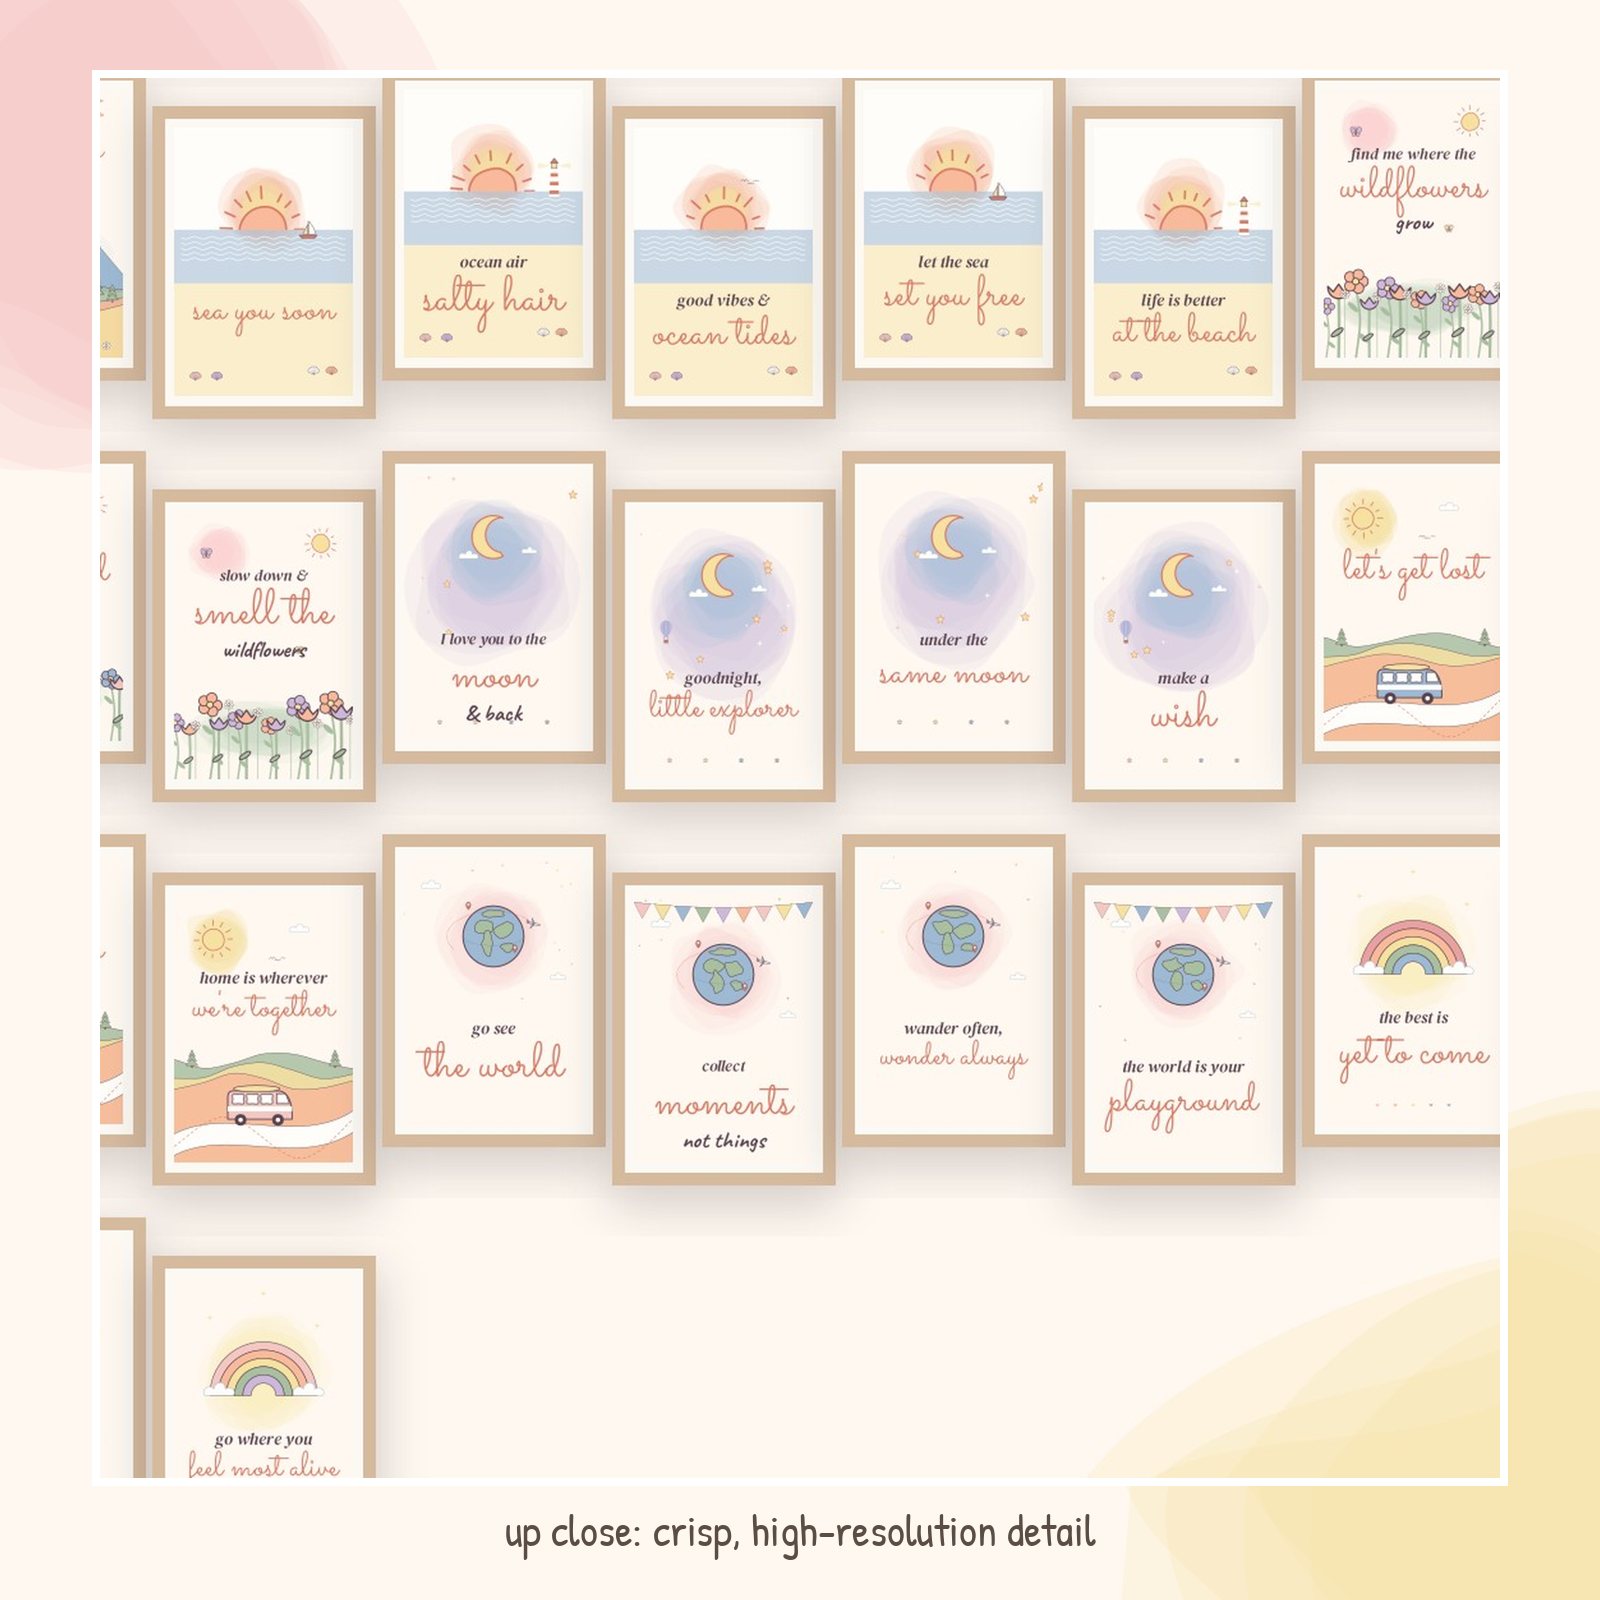 sea you soon
ocean air
salty hair
good vibes &
ocean tides
let the sea
set you free
life is better
at the beach
find me where the
wildflowers
grow
slow down &
smell the
wildflowers
I love you to the
moon
& back
goodnight,
little explorer
under the
same moon
make a
wish
let's get lost
home is wherever
we're together
go see
the world
collect
moments
not things
wander often,
wonder always
the world is your
playground
the best is
yet to come
go where you
feel most alive
up close: crisp, high-resolution detail